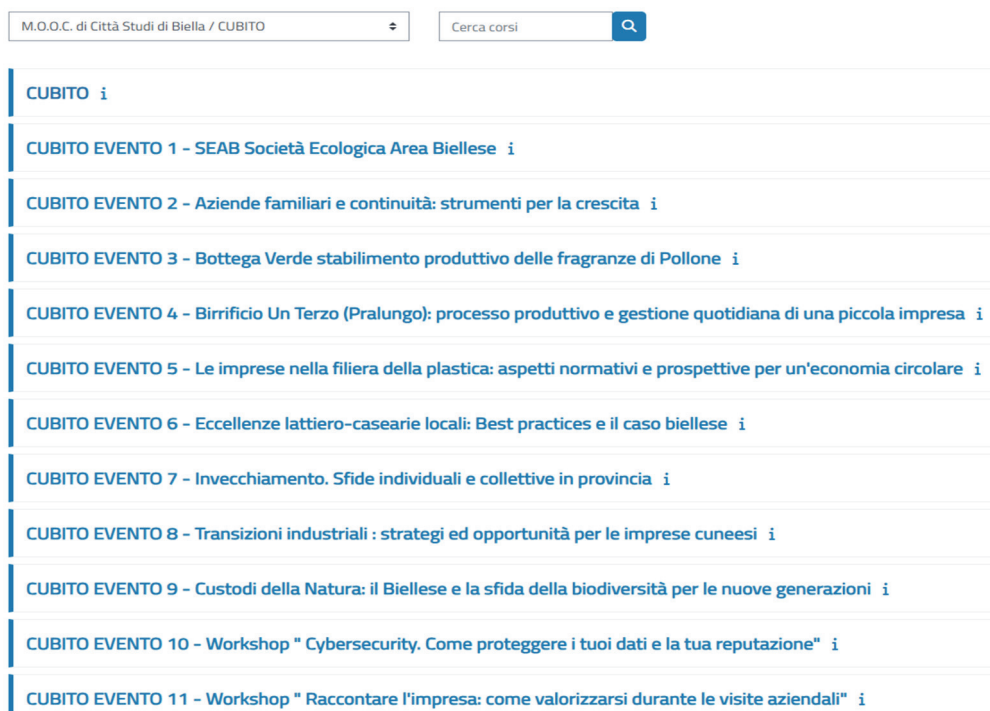 M.O.O.C. di Città Studi di Biella / CUBITO
Cerca corsi
CUBITO i
CUBITO EVENTO 1 - SEAB Società Ecologica Area Biellese i
CUBITO EVENTO 2 - Aziende familiari e continuità: strumenti per la crescita i
CUBITO EVENTO 3 - Bottega Verde stabilimento produttivo delle fragranze di Pollone i
CUBITO EVENTO 4 - Birrificio Un Terzo (Pralungo): processo produttivo e gestione quotidiana di una piccola impresa i
CUBITO EVENTO 5 - Le imprese nella filiera della plastica: aspetti normativi e prospettive per un'economia circolare i
CUBITO EVENTO 6 - Eccellenze lattiero-casearie locali: Best practices e il caso biellese i
CUBITO EVENTO 7 - Invecchiamento. Sfide individuali e collettive in provincia i
CUBITO EVENTO 8 - Transizioni industriali : strategi ed opportunità per le imprese cuneesi i
CUBITO EVENTO 9 - Custodi della Natura: il Biellese e la sfida della biodiversità per le nuove generazioni i
CUBITO EVENTO 10 - Workshop " Cybersecurity. Come proteggere i tuoi dati e la tua reputazione" i
CUBITO EVENTO 11 - Workshop " Raccontare l'impresa: come valorizzarsi durante le visite aziendali" i